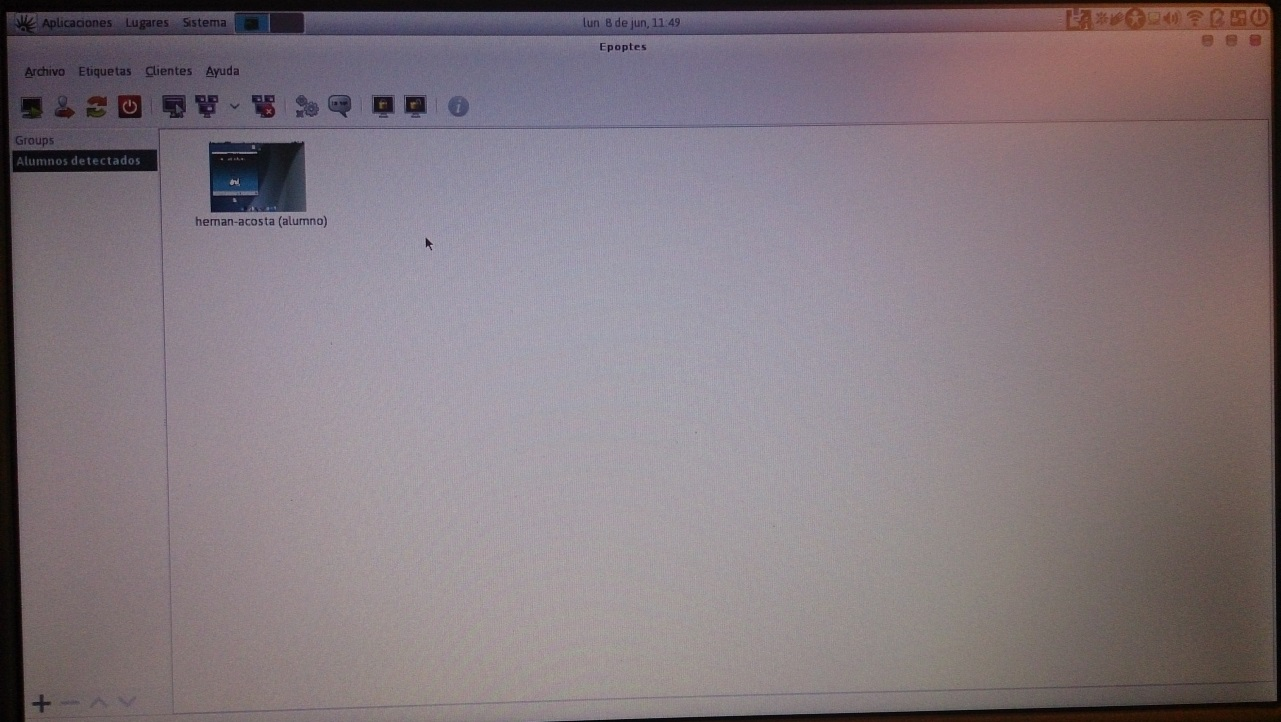 Aplicaciones Lugares Sistema lun 8 de jun, 11:49
Epoptes
Archivo Etiquetas Clientes Ayuda
Groups
Alumnos detectados
hernan-acosta (alumno)